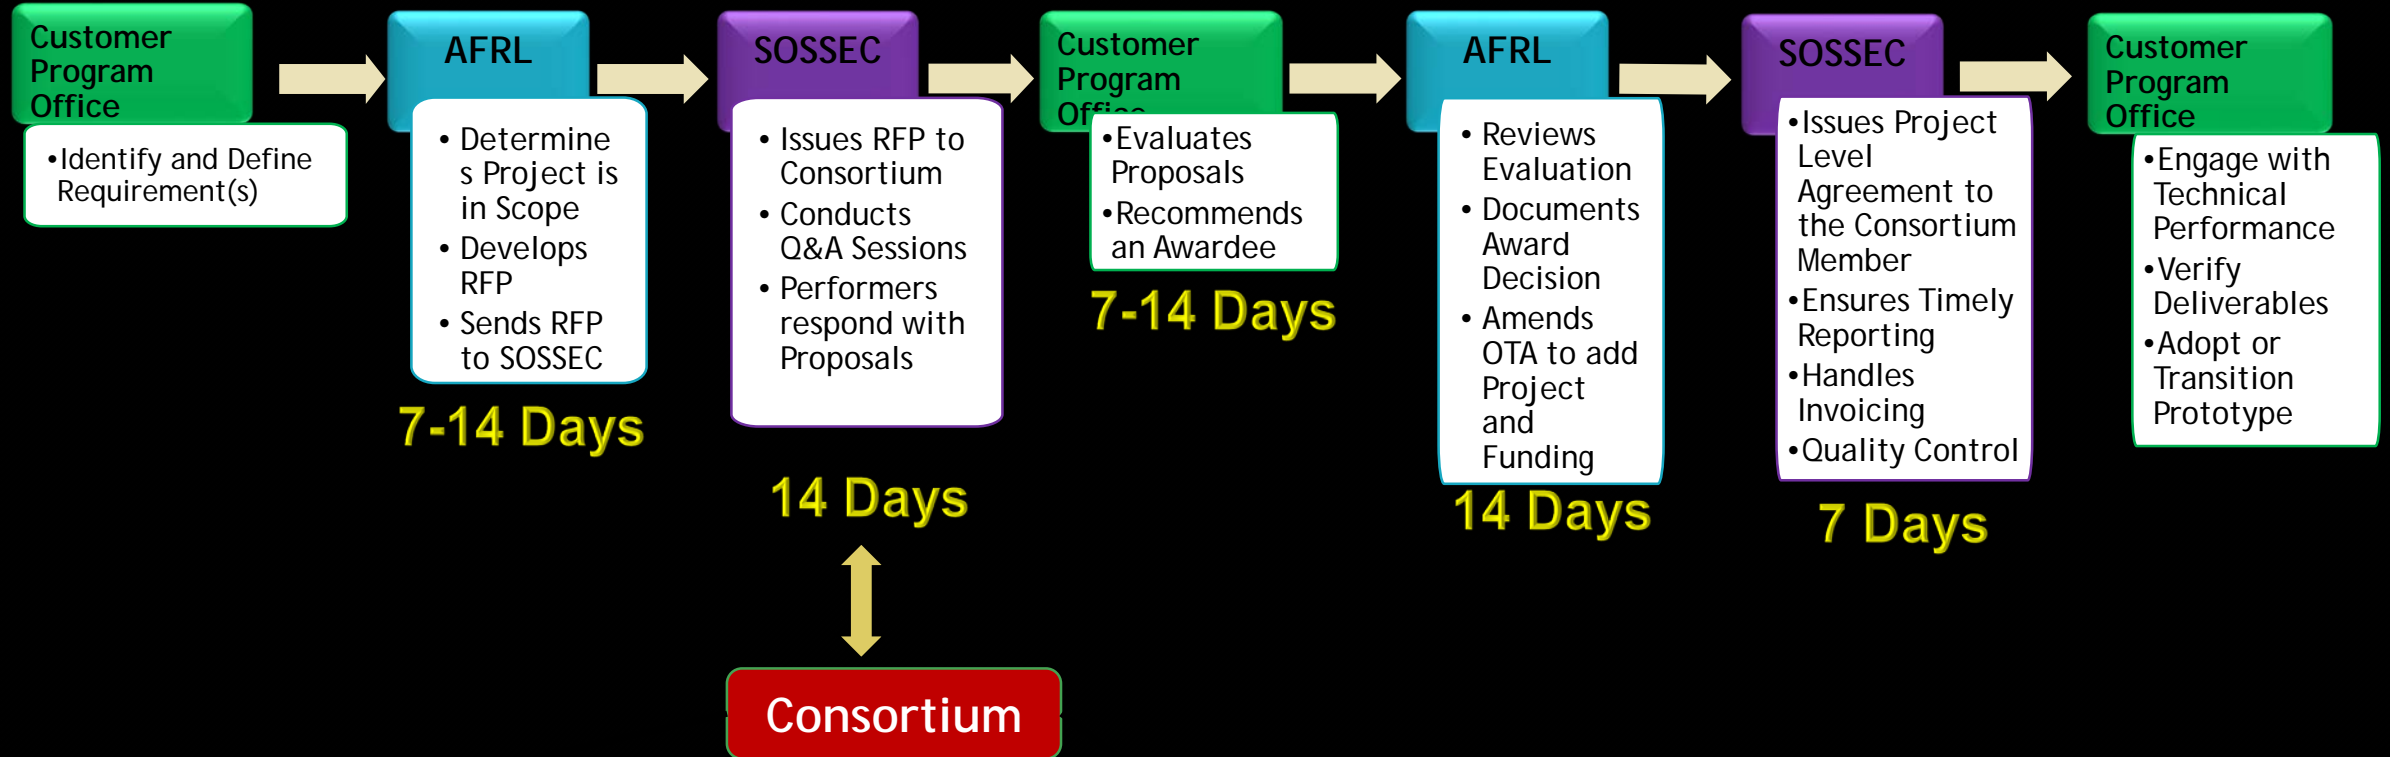 Customer
Program
Office
•Identify and Define
Requirement(s)
AFRL
• Determine
s Project is
in Scope
• Develops
RFP
• Sends RFP
to SOSSEC
7-14 Days
SOSSEC
• Issues RFP to
Consortium
• Conducts
Q&A Sessions
• Performers
respond with
Proposals
14 Days
Consortium
Customer
Program
Office
•Evaluates
Proposals
•Recommends
an Awardee
7-14 Days
AFRL
• Reviews
Evaluation
• Documents
Award
Decision
• Amends
OTA to add
Project
and
Funding
14 Days
SOSSEC
•Issues Project
Level
Agreement to
the Consortium
Member
•Ensures Timely
Reporting
•Handles
Invoicing
•Quality Control
7 Days
Customer
Program
Office
•Engage with
Technical
Performance
•Verify
Deliverables
•Adopt or
Transition
Prototype